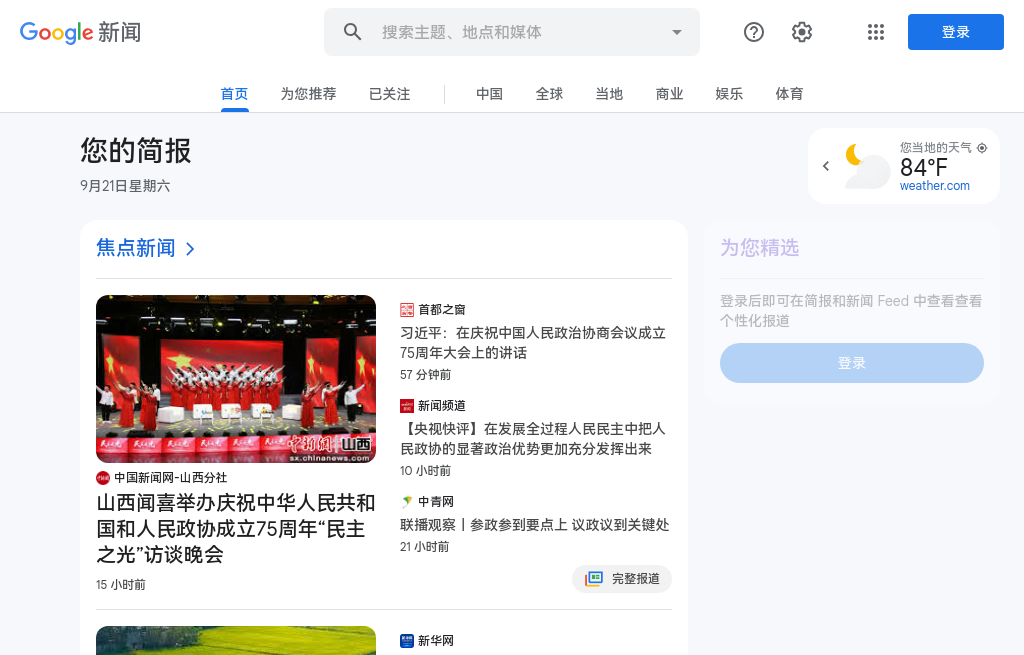 Google 新闻
搜索主题、地点和媒体
登录
首页
为您推荐
已关注
中国
全球
当地
商业
娱乐
体育
您的简报
9月21日星期六
您当地的天气
84°F
weather.com
焦点新闻
中国新闻网-山西分社
山西闻喜举办庆祝中华人民共和
国和人民政协成立75周年“民主
之光”访谈晚会
15 小时前
首都之窗
习近平：在庆祝中国人民政治协商会议成立
75周年大会上的讲话
57 分钟前
新闻频道
【央视快评】在发展全过程人民民主中把人
民政协的显著政治优势更加充分发挥出来
10 小时前
中青网
联播观察丨参政参到要点上 议政议到关键处
21 小时前
完整报道
新华网
为您精选
登录后即可在简报和新闻 Feed 中查看查看
个性化报道
登录
中新网 山西
sx.chinanews.com